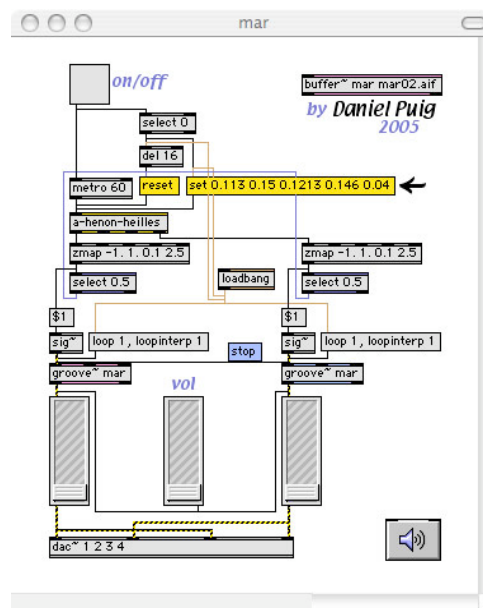 mar
on/off
buffer~ mar mar02.aif
by Daniel Puig
2005
select 0
del 16
metro 60
reset
set 0.113 0.15 0.1213 0.146 0.04
a-henon-heilles
zmap -1. 1. 0.1 2.5
zmap -1. 1. 0.1 2.5
select 0.5
loadbang
select 0.5
$1
$1
sig~
loop 1, loopinterp 1
stop
sig~
loop 1, loopinterp 1
groove~ mar
groove~ mar
vol
dac~ 1 2 3 4